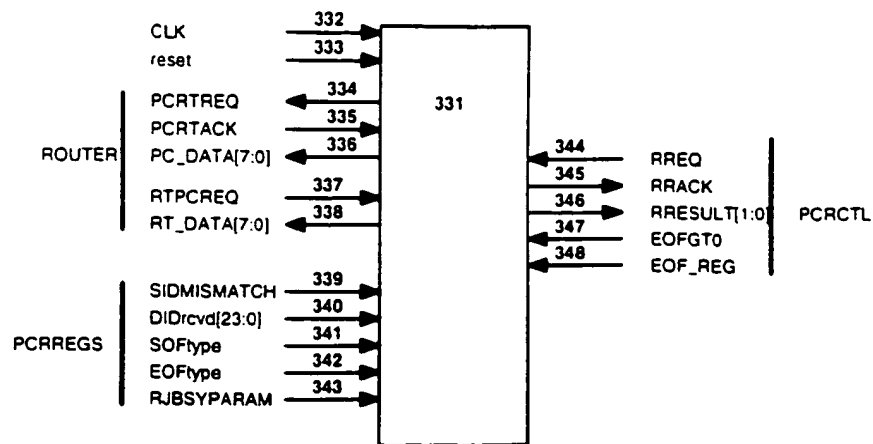 CLK 332
reset 333
ROUTER
PCRTREQ 334
PCRTACK 335
PC_DATA[7:0] 336
RTPCREQ 337
RT_DATA[7:0] 338
PCRREGS
SIDMISMATCH 339
DIDrcvd[23:0] 340
SOFtype 341
EOFtype 342
RJBSYPARAM 343
331
344 RREQ
345 RRACK
346 RRESULT[1:0]
347 EOFGT0
348 EOF_REG
PCRCTL